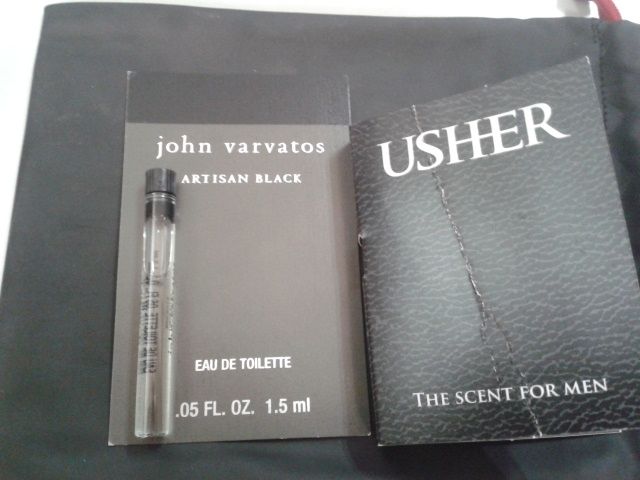 john varvatos
ARTISAN BLACK
EAU DE TOILETTE
.05 FL. OZ. 1.5 ml
USHER
THE SCENT FOR MEN